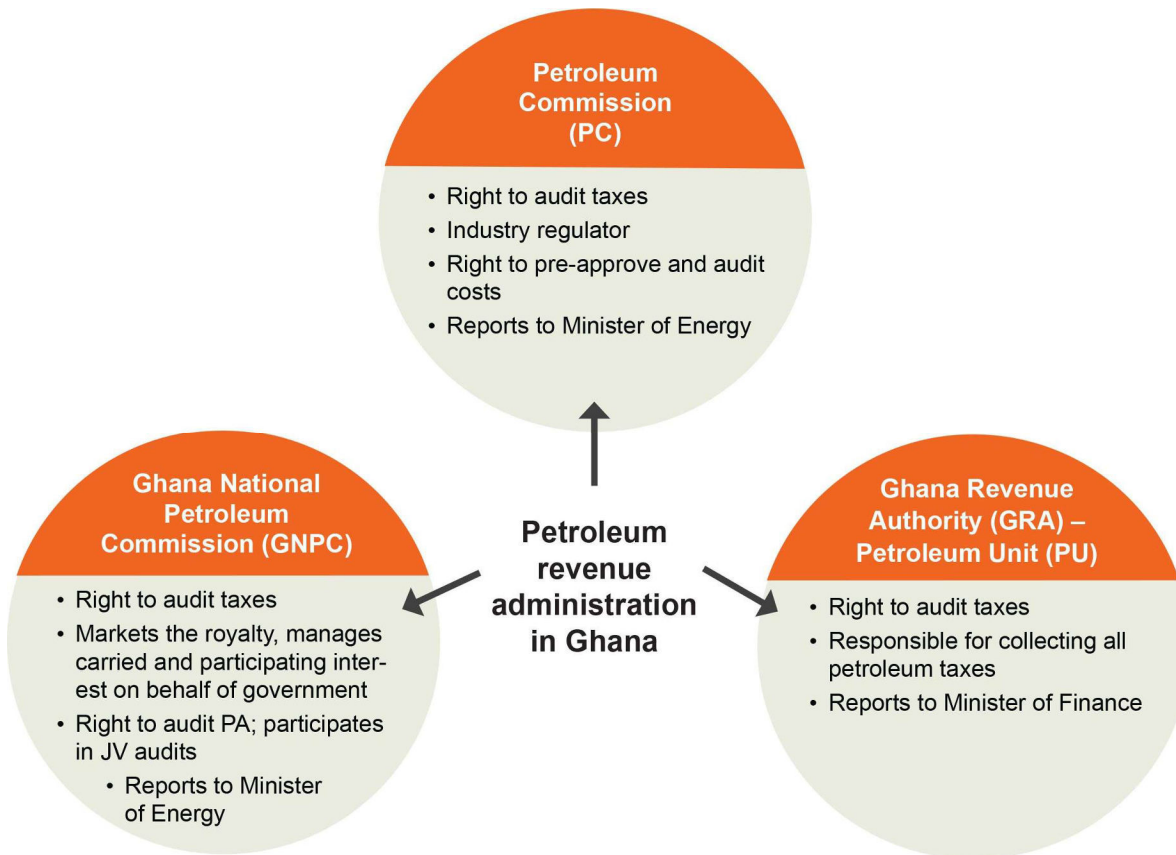 Petroleum
Commission
(PC)
• Right to audit taxes
• Industry regulator
• Right to pre-approve and audit
costs
• Reports to Minister of Energy
Ghana National
Petroleum
Commission (GNPC)
• Right to audit taxes
• Markets the royalty, manages
carried and participating inter-
est on behalf of government
• Right to audit PA; participates
in JV audits
• Reports to Minister
of Energy
Petroleum
revenue
administration
in Ghana
Ghana Revenue
Authority (GRA) –
Petroleum Unit (PU)
• Right to audit taxes
• Responsible for collecting all
petroleum taxes
• Reports to Minister of Finance